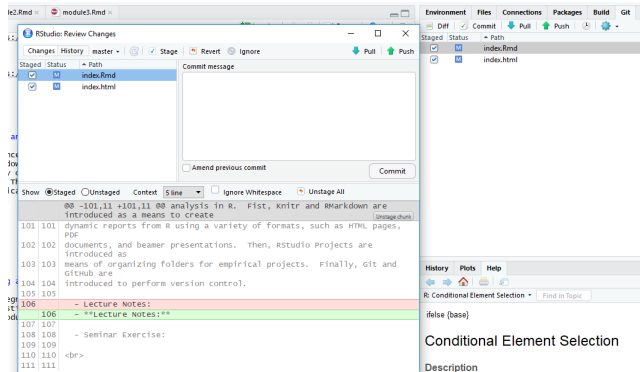 le2.Rmd × module3.Rmd ×
RStudio: Review Changes
Changes History master Stage Revert Ignore Pull Push
Staged Status Path
M index.Rmd
M index.html
Commit message
Amend previous commit
Commit
Show Staged Unstaged Context 5 line Ignore Whitespace Unstage All
@@ -101,11 +101,11 @@ analysis in R.  Fist, Knitr and RMarkdown are
introduced as a means to create
Unstage chunk
101 101 dynamic reports from R using a variety of formats, such as HTML pages,
PDF
102 102 documents, and beamer presentations.  Then, RStudio Projects are
introduced as
103 103 means of organizing folders for empirical projects.  Finally, Git and
GitHub are
104 104 introduced to perform version control.
105 105
106 - Lecture Notes:
106 - **Lecture Notes:**
107 107
108 108 - Seminar Exercise:
109 109
110 110 <br>
111 111
Environment Files Connections Packages Build Git
Diff Commit Pull Push
Staged Status Path
M index.Rmd
M index.html
History Plots Help
R: Conditional Element Selection Find in Topic
ifelse {base}
Conditional Element Selection
Description